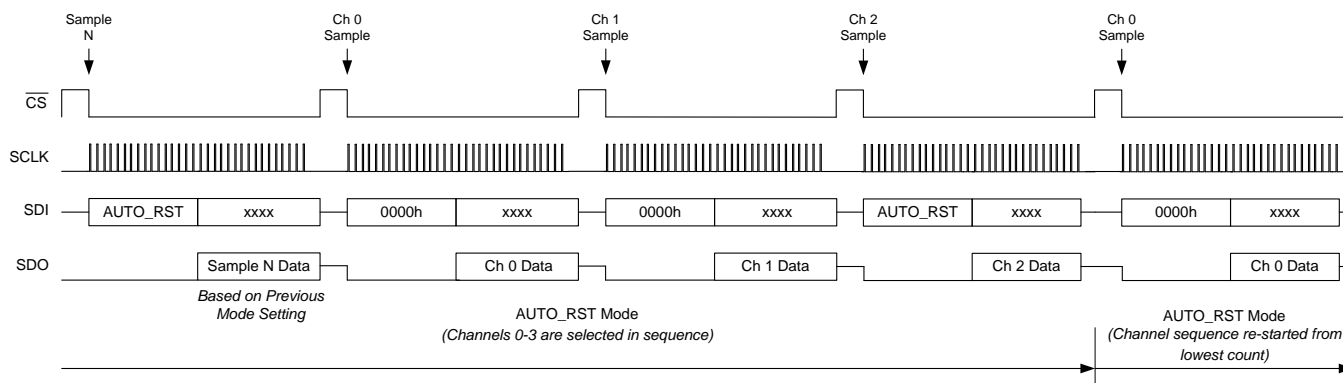 Sample
N
Ch 0
Sample
Ch 1
Sample
Ch 2
Sample
Ch 0
Sample
CS
SCLK
SDI
AUTO_RST
xxxx
0000h
xxxx
0000h
xxxx
AUTO_RST
xxxx
0000h
xxxx
SDO
Sample N Data
Ch 0 Data
Ch 1 Data
Ch 2 Data
Ch 0 Data
Based on Previous
Mode Setting
AUTO_RST Mode
(Channels 0-3 are selected in sequence)
AUTO_RST Mode
(Channel sequence re-started from
lowest count)